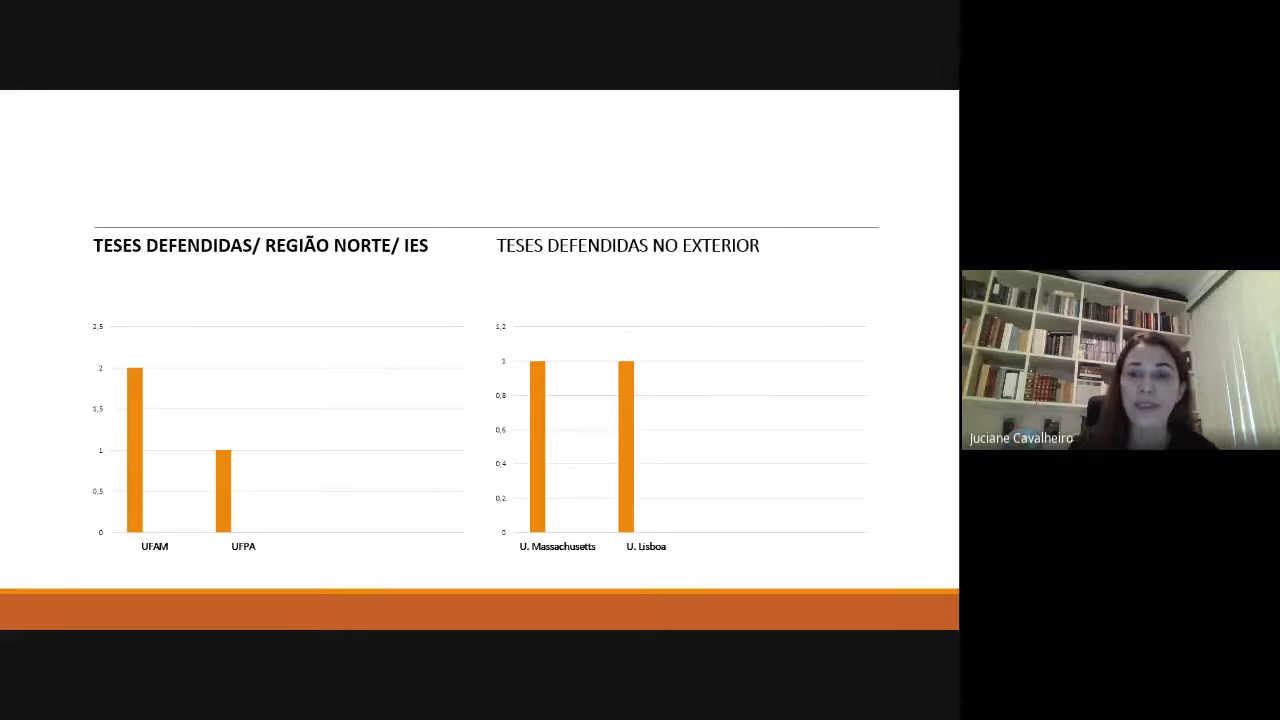 TESES DEFENDIDAS/ REGIÃO NORTE/ IES
2,5
2
1,5
1
0,5
0
UFAM UFPA
TESES DEFENDIDAS NO EXTERIOR
1,2
1
0,8
0,6
0,4
0,2
0
U. Massachusetts U. Lisboa
Juciane Cavalheiro